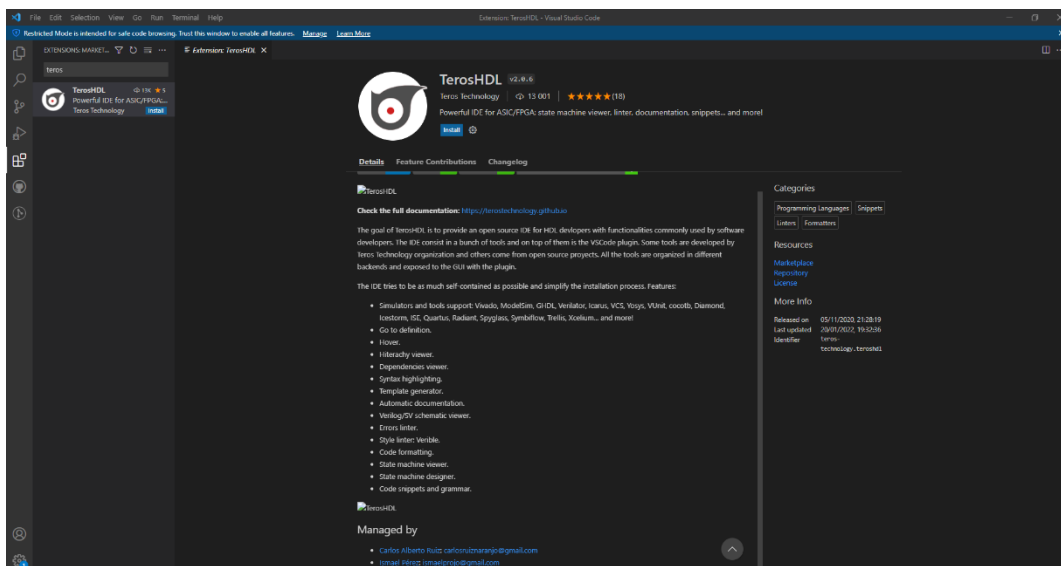 File Edit Selection View Go Run Terminal Help
Extension: TerosHDL - Visual Studio Code
Restricted Mode is intended for safe code browsing. Trust this window to enable all features. Manage Learn More
EXTENSIONS: MARKET...
Extension: TerosHDL
teros
TerosHDL 13K 5
Powerful IDE for ASIC/FPGA:...
Teros Technology Install
TerosHDL v2.0.6
Teros Technology 13 001 (18)
Powerful IDE for ASIC/FPGA: state machine viewer, linter, documentation, snippets... and more!
Install
Details Feature Contributions Changelog
TerosHDL
Check the full documentation: https://terostechnology.github.io
The goal of TerosHDL is to provide an open source IDE for HDL devlopers with functionalities commonly used by software
developers. The IDE consist in a bunch of tools and on top of them is the VSCode plugin. Some tools are developed by
Teros Technology organization and others come from open source proyects. All the tools are organized in different
backends and exposed to the GUI with the plugin.
The IDE tries to be as much self-contained as possible and simplify the installation process. Features:
• Simulators and tools support: Vivado, ModelSim, GHDL, Verilator, Icarus, VCS, Yosys, VUnit, cocotb, Diamond,
Icestorm, ISE, Quartus, Radiant, Spyglass, Symbiflow, Trellis, Xcelium... and more!
• Go to definition.
• Hover.
• Hiterachy viewer.
• Dependencies viewer.
• Syntax highlighting.
• Template generator.
• Automatic documentation.
• Verilog/SV schematic viewer.
• Errors linter.
• Style linter: Verible.
• Code formatting.
• State machine viewer.
• State machine designer.
• Code snippets and grammar.
TerosHDL
Managed by
• Carlos Alberto Ruiz: carlosruiznaranjo@gmail.com
• Ismael Pérez: ismaelprojo@gmail.com
Categories
Programming Languages Snippets
Linters Formatters
Resources
Marketplace
Repository
License
More Info
Released on 05/11/2020, 21:28:19
Last updated 20/01/2022, 19:32:36
Identifier teros-
technology.teroshdl